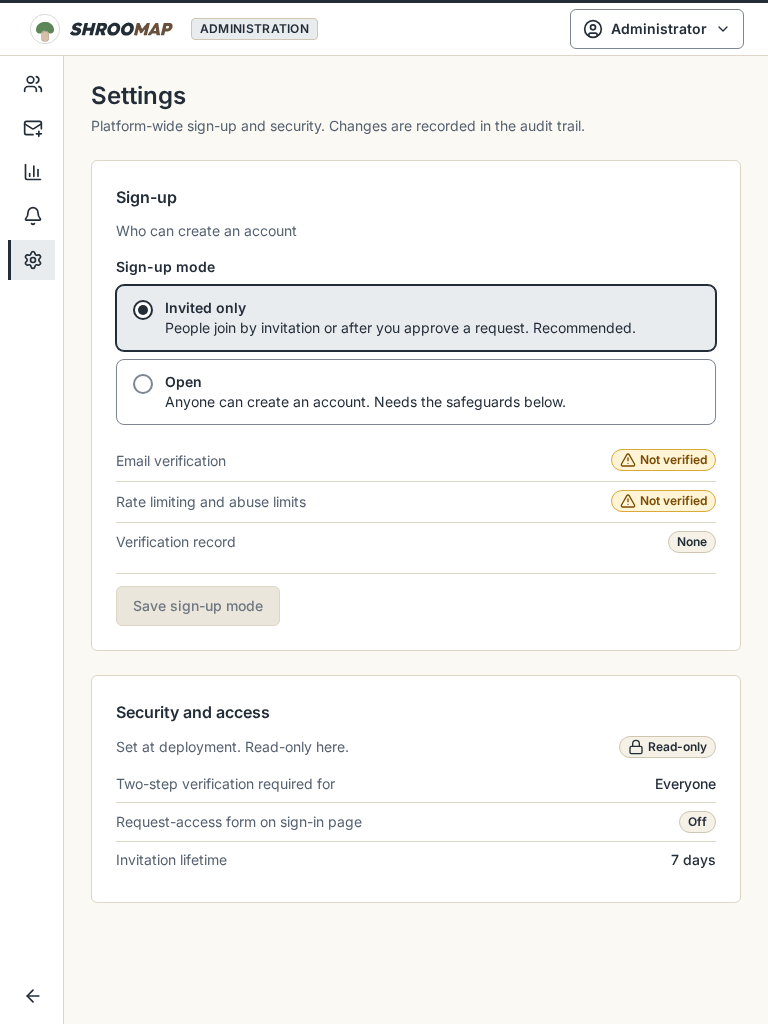 SHROOMAP
ADMINISTRATION
Administrator
Settings
Platform-wide sign-up and security. Changes are recorded in the audit trail.
Sign-up
Who can create an account
Sign-up mode
Invited only
People join by invitation or after you approve a request. Recommended.
Open
Anyone can create an account. Needs the safeguards below.
Email verification
Not verified
Rate limiting and abuse limits
Not verified
Verification record
None
Save sign-up mode
Security and access
Set at deployment. Read-only here.
Read-only
Two-step verification required for
Everyone
Request-access form on sign-in page
Off
Invitation lifetime
7 days